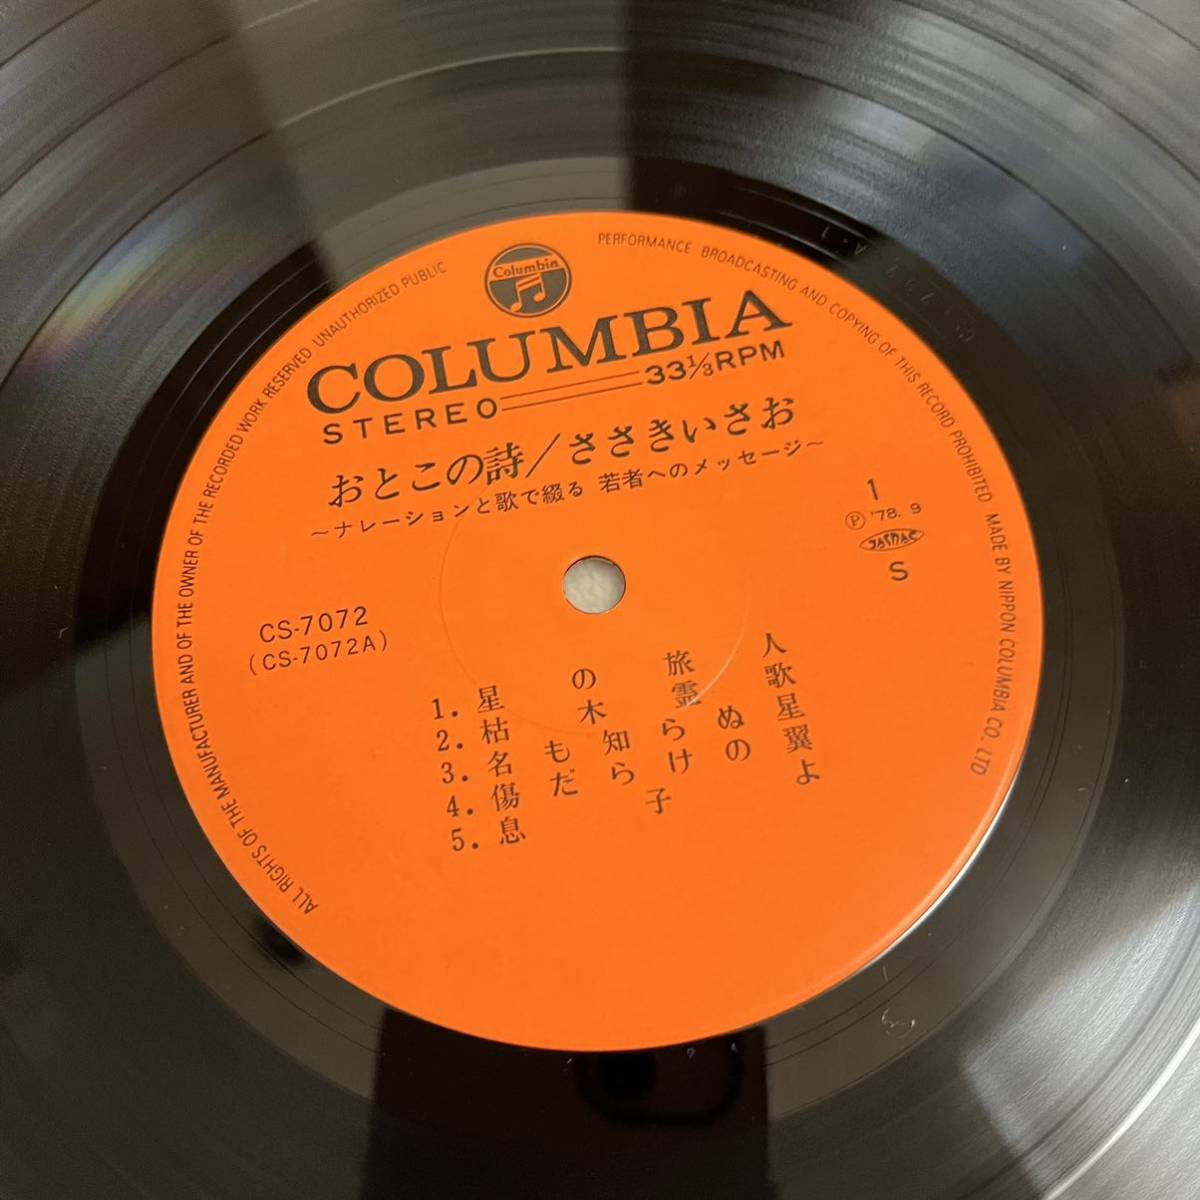 ALL RIGHTS OF THE MANUFACTURER AND OF THE OWNER OF THE RECORDED WORK RESERVED UNAUTHORIZED PUBLIC PERFORMANCE BROADCASTING AND COPYING OF THIS RECORD PROHIBITED MADE BY NIPPON COLUMBIA CO., LTD
Columbia
COLUMBIA
STEREO 33⅓RPM
おとこの詩/ささきいさお
~ナレーションと歌で綴る 若者へのメッセージ~
1
Ⓟ '78. 9
JASRAC
S
CS-7072
(CS-7072A)
1. 星の旅人
2. 枯木霊歌
3. 名も知らぬ星
4. 傷だらけの翼
5. 息子よ